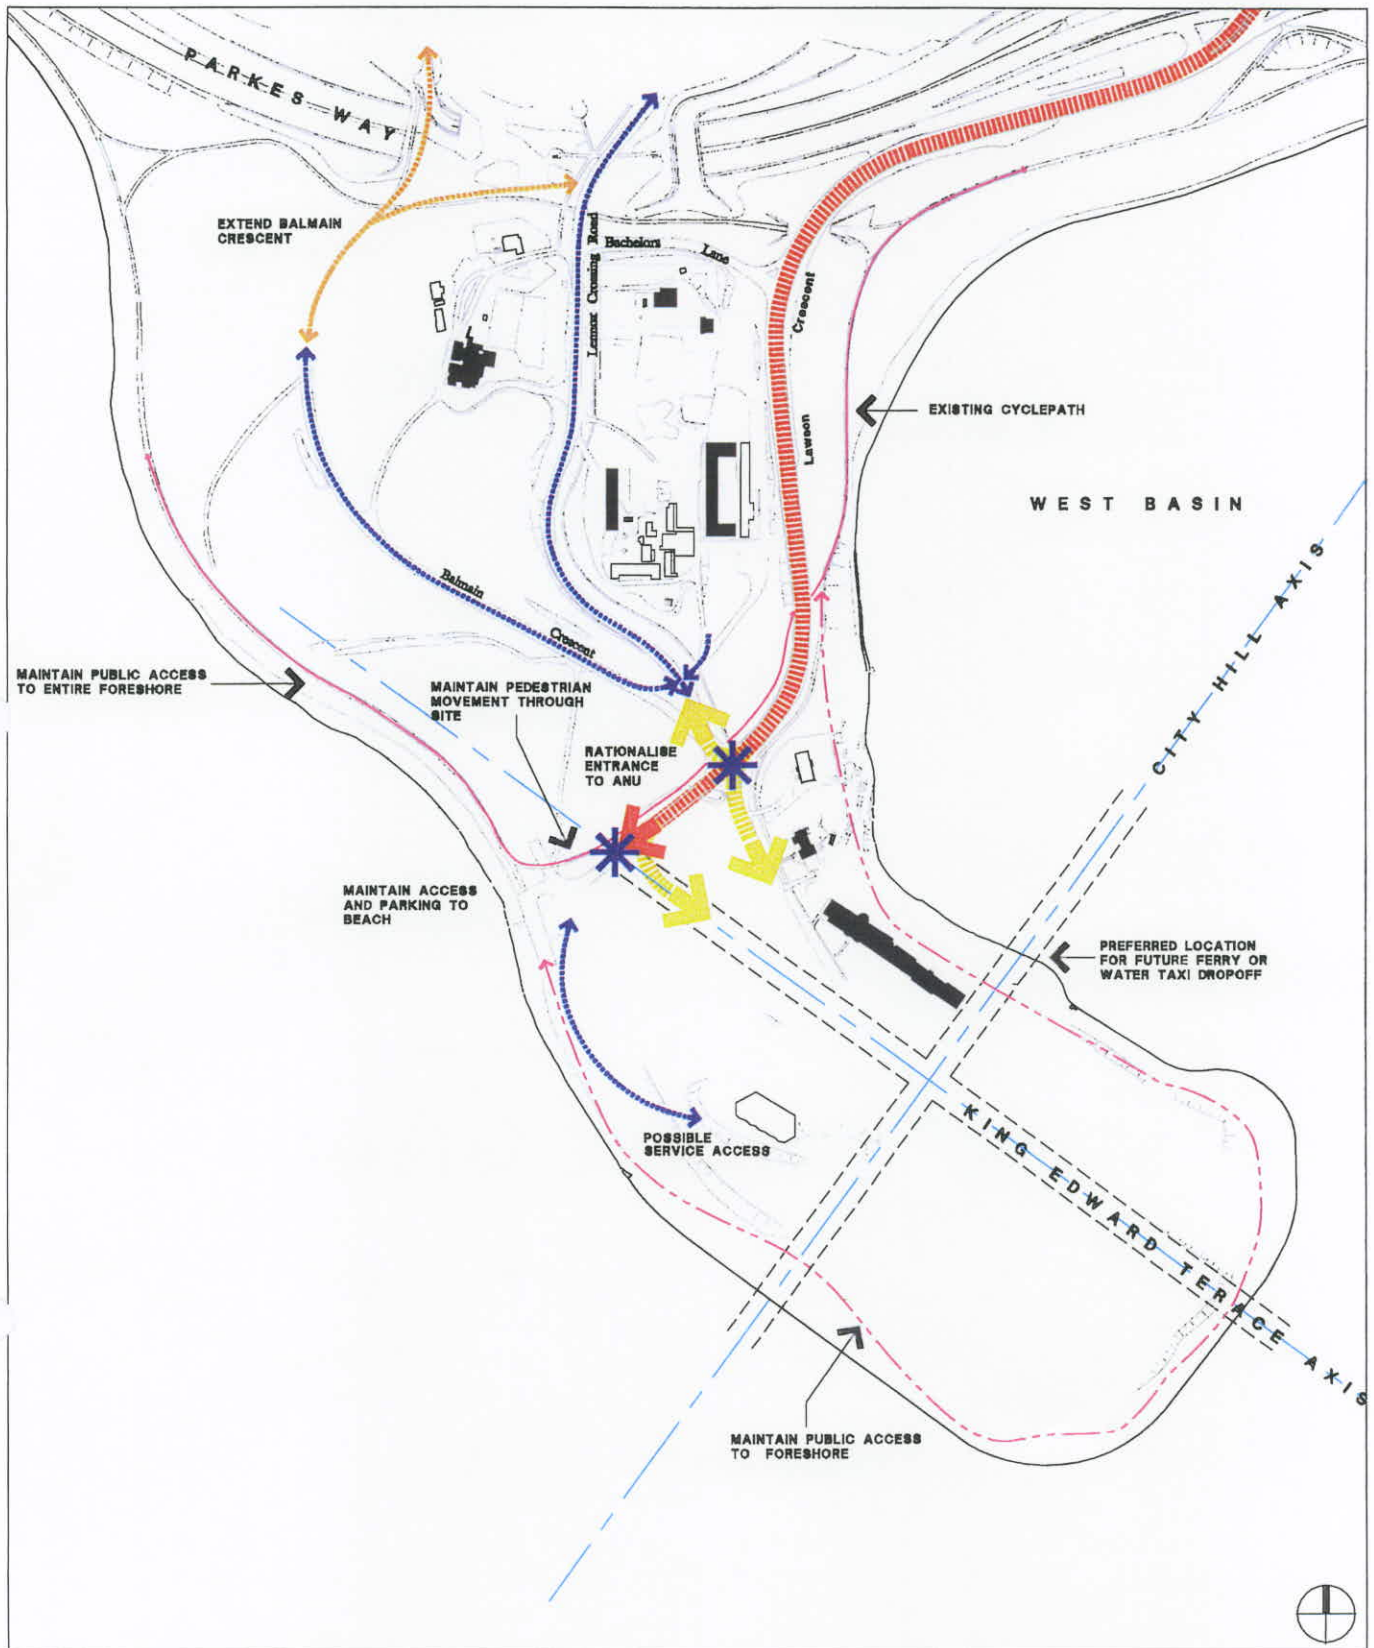 PARKES WAY
EXTEND BALMAIN
CRESCENT
Lennox Crossing Road
Bachelors Lane
Lawson Crescent
EXISTING CYCLEPATH
WEST BASIN
CITY HILL AXIS
Balmain Crescent
MAINTAIN PUBLIC ACCESS
TO ENTIRE FORESHORE
MAINTAIN PEDESTRIAN
MOVEMENT THROUGH
SITE
RATIONALISE
ENTRANCE
TO ANU
MAINTAIN ACCESS
AND PARKING TO
BEACH
PREFERRED LOCATION
FOR FUTURE FERRY OR
WATER TAXI DROPOFF
POSSIBLE
SERVICE ACCESS
KING EDWARD TERACE AXIS
MAINTAIN PUBLIC ACCESS
TO FORESHORE